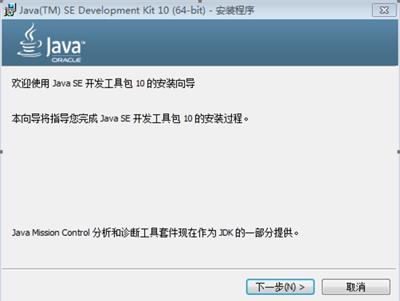 Java(TM) SE Development Kit 10 (64-bit) - 安装程序
Java™
ORACLE
欢迎使用 Java SE 开发工具包 10 的安装向导
本向导将指导您完成 Java SE 开发工具包 10 的安装过程。
Java Mission Control 分析和诊断工具套件现在作为 JDK 的一部分提供。
下一步(N) >
取消